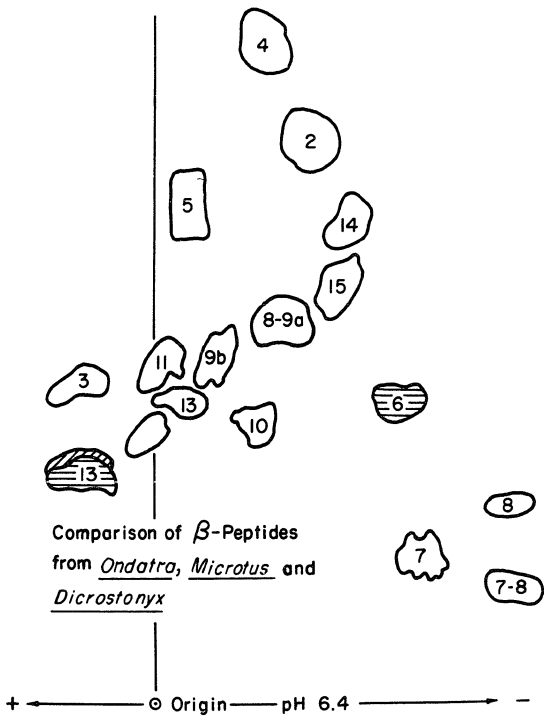 4
2
5
14
15
8-9a
11
9b
3
13
6
10
13
8
Comparison of β-Peptides
7
from Ondatra, Microtus and
7-8
Dicrostonyx
+ Origin pH 6.4 −